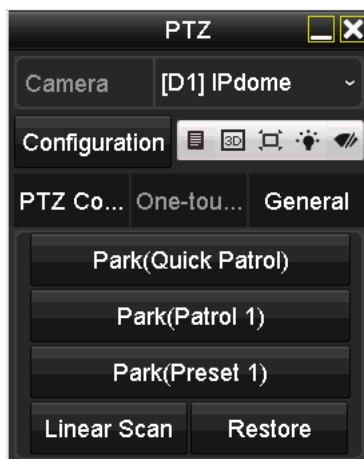 PTZ
Camera [D1] IPdome
Configuration 3D
PTZ Co... One-tou... General
Park(Quick Patrol)
Park(Patrol 1)
Park(Preset 1)
Linear Scan Restore